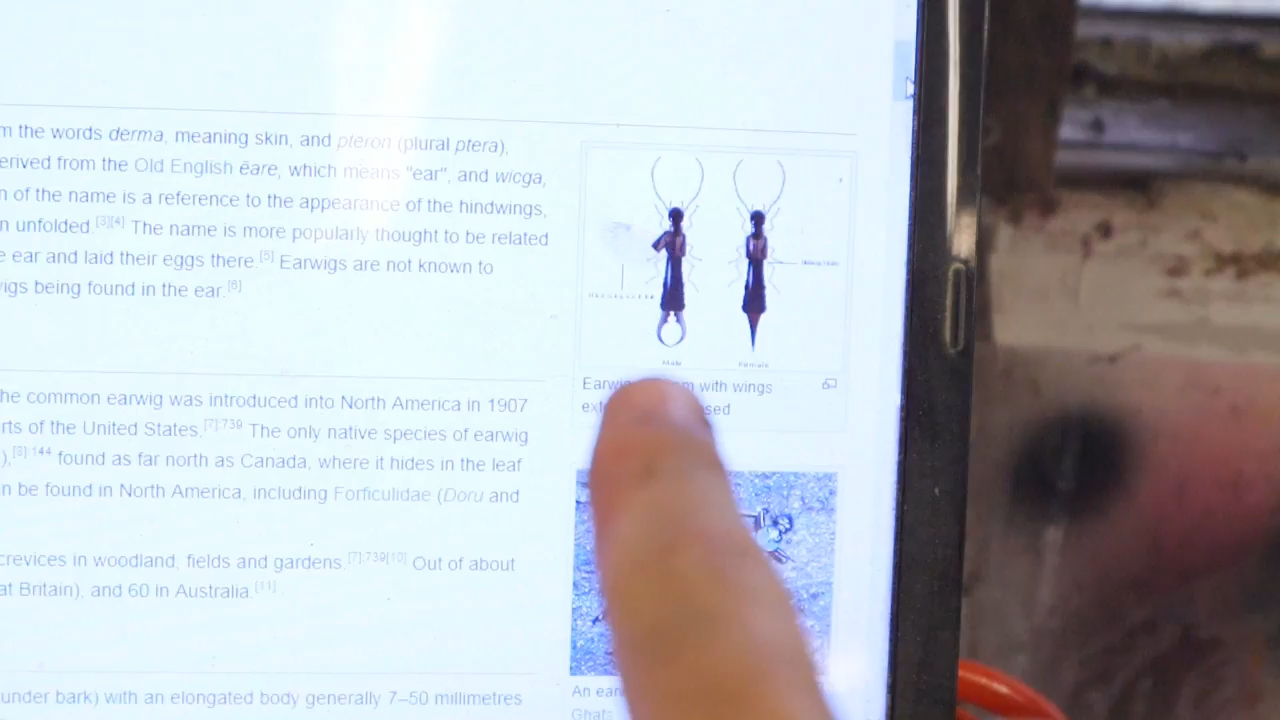 m the words derma, meaning skin, and pteron (plural ptera),
erived from the Old English ēare, which means "ear", and wicga,
n of the name is a reference to the appearance of the hindwings,
n unfolded.[3][4] The name is more popularly thought to be related
e ear and laid their eggs there.[5] Earwigs are not known to
vigs being found in the ear.[6]
Male
Female
Earwig m with wings
ext sed
he common earwig was introduced into North America in 1907
rts of the United States.[7]:739 The only native species of earwig
),[8]:144 found as far north as Canada, where it hides in the leaf
n be found in North America, including Forficulidae (Doru and
crevices in woodland, fields and gardens.[7]:739[10] Out of about
at Britain), and 60 in Australia.[11]
under bark) with an elongated body generally 7–50 millimetres
An ear
Ghats